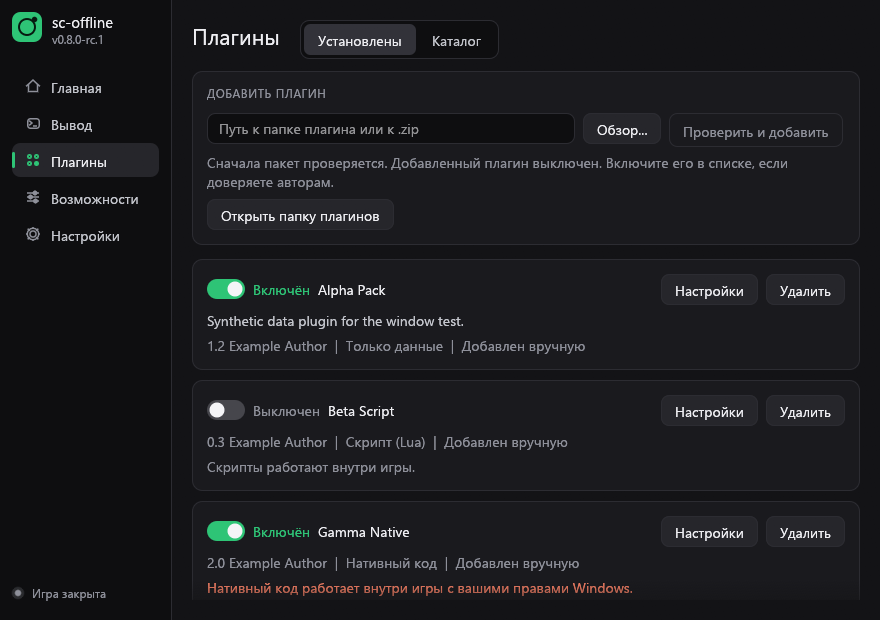 sc-offline
v0.8.0-rc.1
Главная
Вывод
Плагины
Возможности
Настройки
Игра закрыта
Плагины
Установлены
Каталог
ДОБАВИТЬ ПЛАГИН
Путь к папке плагина или к .zip
Обзор...
Проверить и добавить
Сначала пакет проверяется. Добавленный плагин выключен. Включите его в списке, если
доверяете авторам.
Открыть папку плагинов
Включён Alpha Pack
Настройки
Удалить
Synthetic data plugin for the window test.
1.2 Example Author | Только данные | Добавлен вручную
Выключен Beta Script
Настройки
Удалить
0.3 Example Author | Скрипт (Lua) | Добавлен вручную
Скрипты работают внутри игры.
Включён Gamma Native
Настройки
Удалить
2.0 Example Author | Нативный код | Добавлен вручную
Нативный код работает внутри игры с вашими правами Windows.